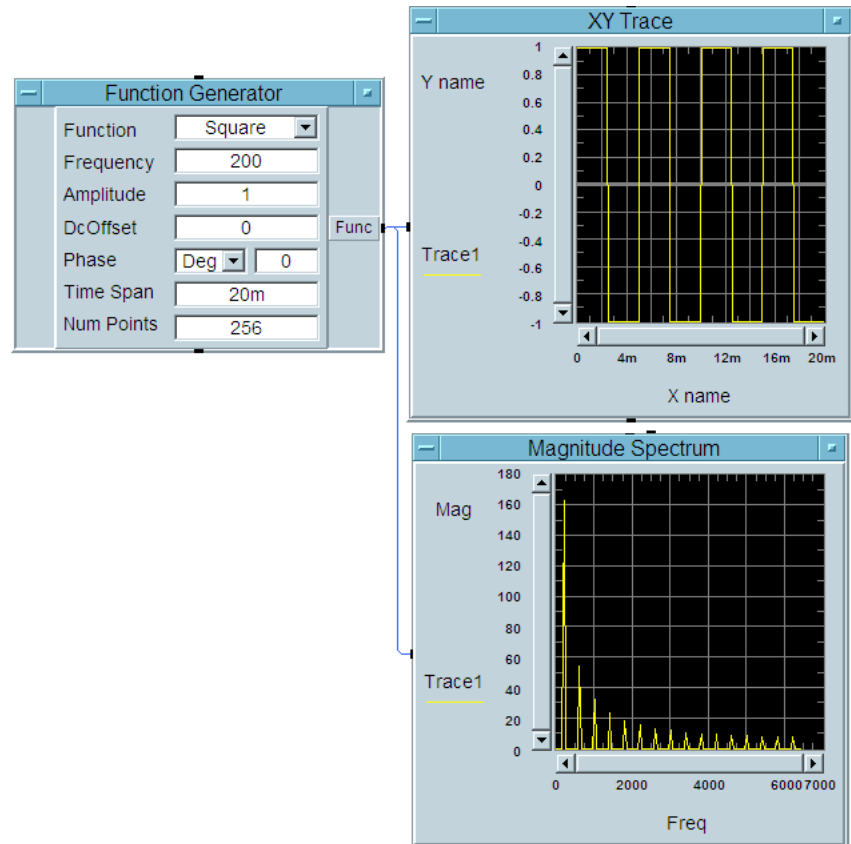 Function Generator
Function Square
Frequency 200
Amplitude 1
DcOffset 0
Phase Deg 0
Time Span 20m
Num Points 256
Func
XY Trace
Y name
Trace1
1
0.8
0.6
0.4
0.2
0
-0.2
-0.4
-0.6
-0.8
-1
0 4m 8m 12m 16m 20m
X name
Magnitude Spectrum
Mag
Trace1
180
160
140
120
100
80
60
40
20
0
0 2000 4000 6000 7000
Freq